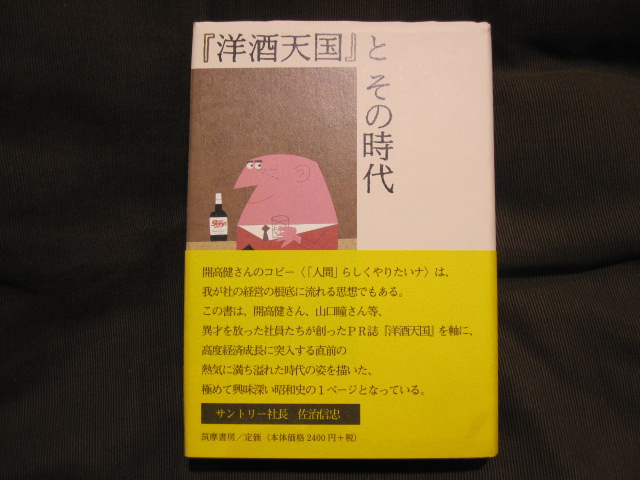 『洋酒天国』と
その時代
開高健さんのコピー〈「人間」らしくやりたいナ〉は、
我が社の経営の根底に流れる思想でもある。
この書は、開高健さん、山口瞳さん等、
異才を放った社員たちが創ったＰＲ誌『洋酒天国』を軸に、
高度経済成長に突入する直前の
熱気に満ち溢れた時代の姿を描いた、
極めて興味深い昭和史の１ページとなっている。
サントリー社長　佐治信忠
筑摩書房／定価（本体価格2400円＋税）